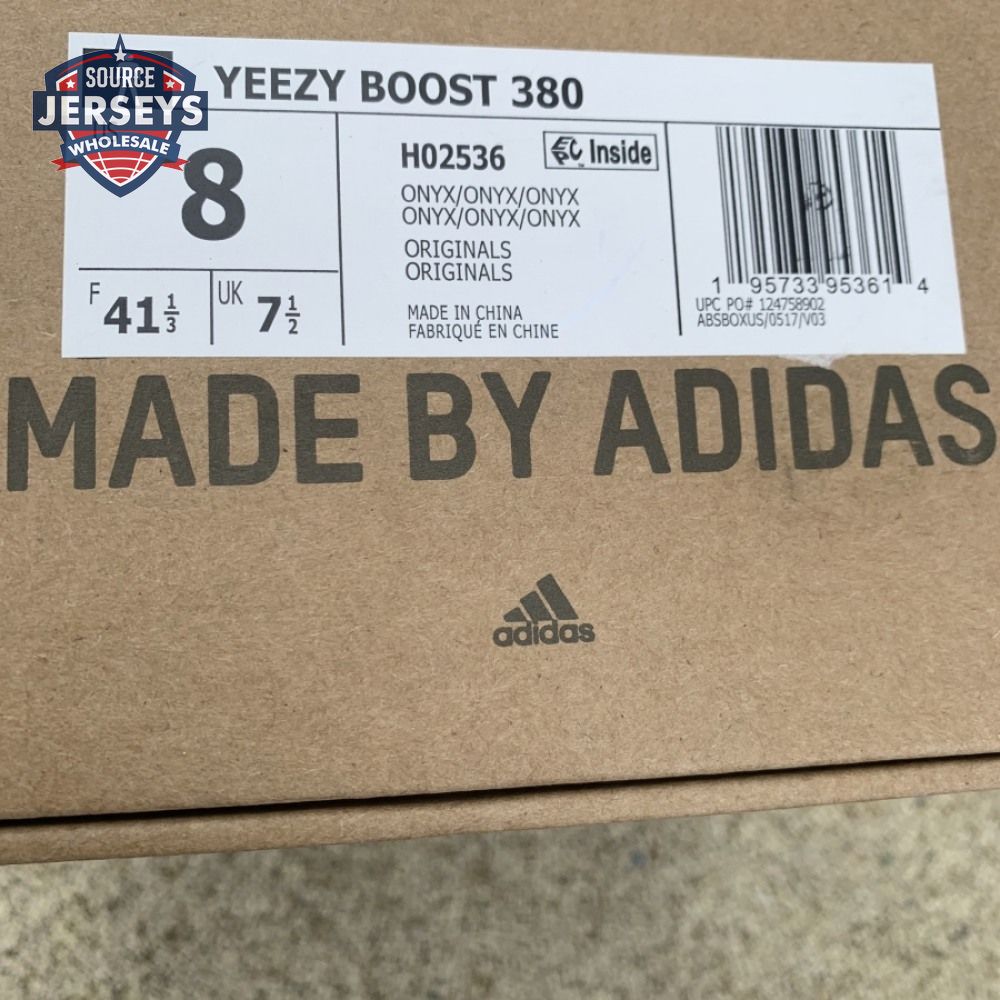 SOURCE
JERSEYS
WHOLESALE
YEEZY BOOST 380
8
F 41 1/3
UK 7 1/2
H02536
Inside
ONYX/ONYX/ONYX
ONYX/ONYX/ONYX
ORIGINALS
ORIGINALS
MADE IN CHINA
FABRIQUÉ EN CHINE
1 95733 95361 4
UPC PO# 124758902
ABSBOXUS/0517/V03
MADE BY ADIDAS
adidas